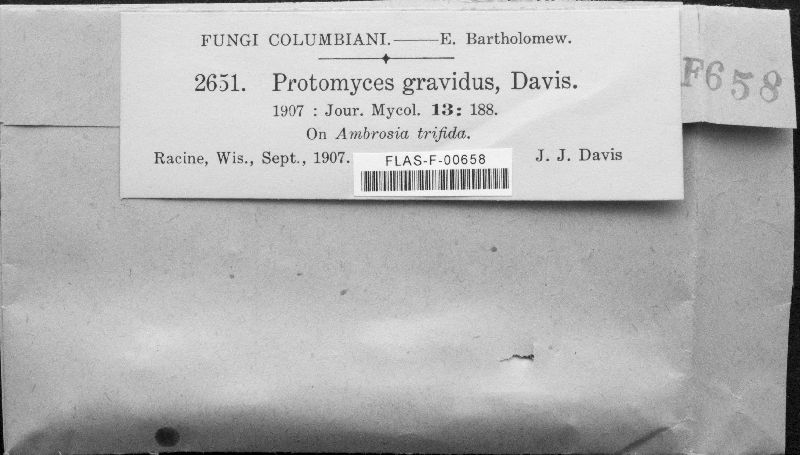 FUNGI COLUMBIANI.——E. Bartholomew.
2651. Protomyces gravidus, Davis.
1907 : Jour. Mycol. 13: 188.
On Ambrosia trifida.
Racine, Wis., Sept., 1907. J. J. Davis
FLAS-F-00658
F658